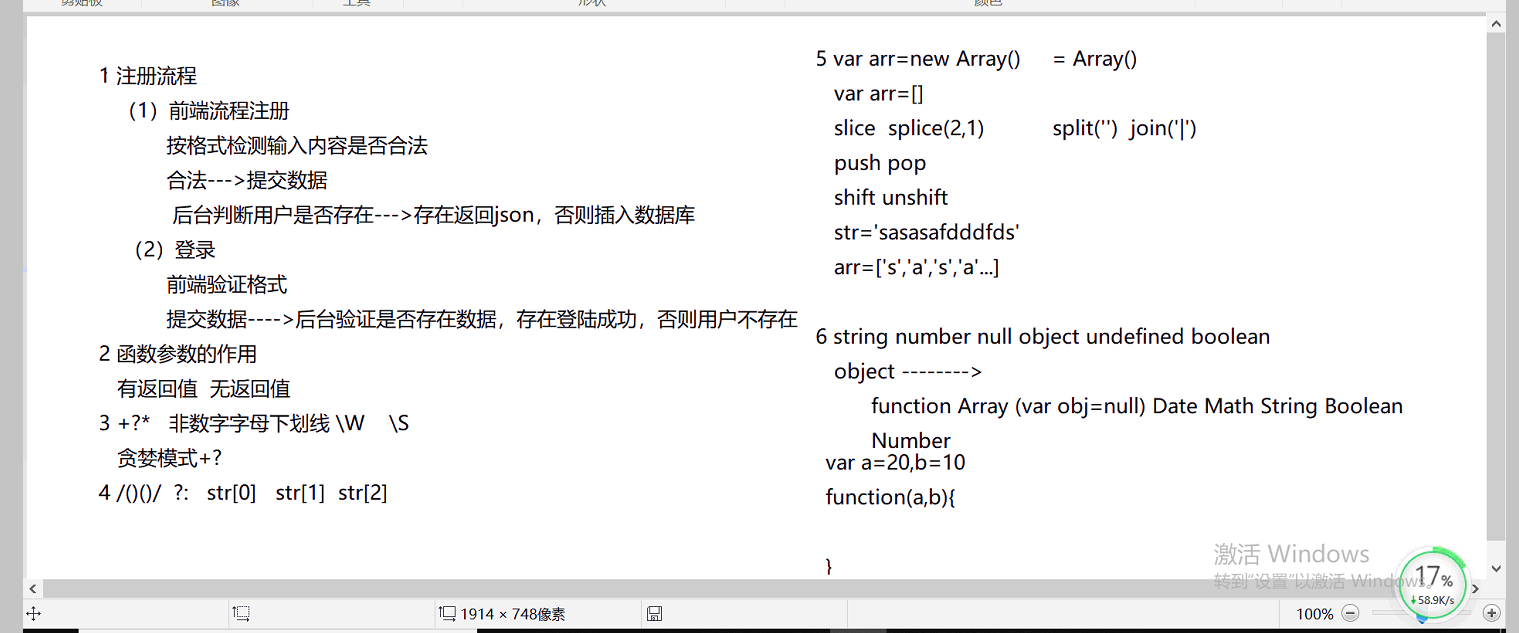 剪贴板 图像 工具 形状 颜色
1 注册流程
（1）前端流程注册
按格式检测输入内容是否合法
合法--->提交数据
后台判断用户是否存在--->存在返回json，否则插入数据库
（2）登录
前端验证格式
提交数据---->后台验证是否存在数据，存在登陆成功，否则用户不存在
2 函数参数的作用
有返回值 无返回值
3 +?* 非数字字母下划线 \W \S
贪婪模式+?
4 /()()/ ?: str[0] str[1] str[2]
5 var arr=new Array() = Array()
var arr=[]
slice splice(2,1) split('') join('|')
push pop
shift unshift
str='sasasafdddfds'
arr=['s','a','s','a'...]
6 string number null object undefined boolean
object -------->
function Array (var obj=null) Date Math String Boolean
Number
var a=20,b=10
function(a,b){
}
激活 Windows
转到"设置"以激活 Windows。
17%
58.9K/s
1914 × 748像素
100%